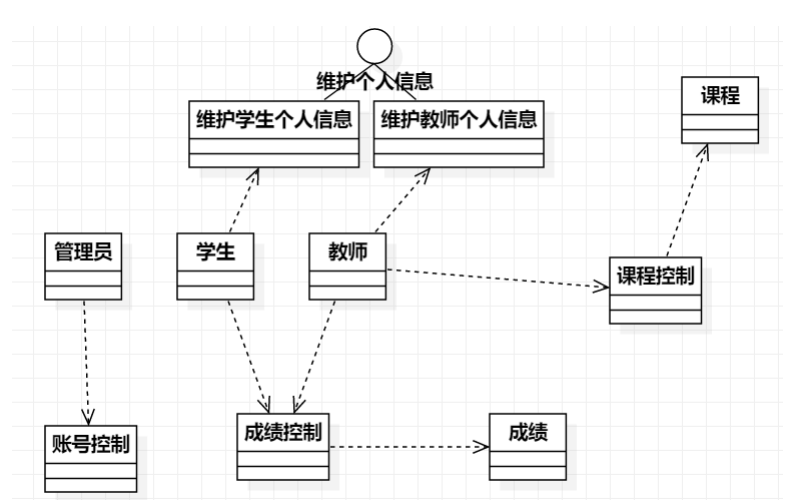 维护个人信息
课程
维护学生个人信息
维护教师个人信息
管理员
学生
教师
课程控制
账号控制
成绩控制
成绩